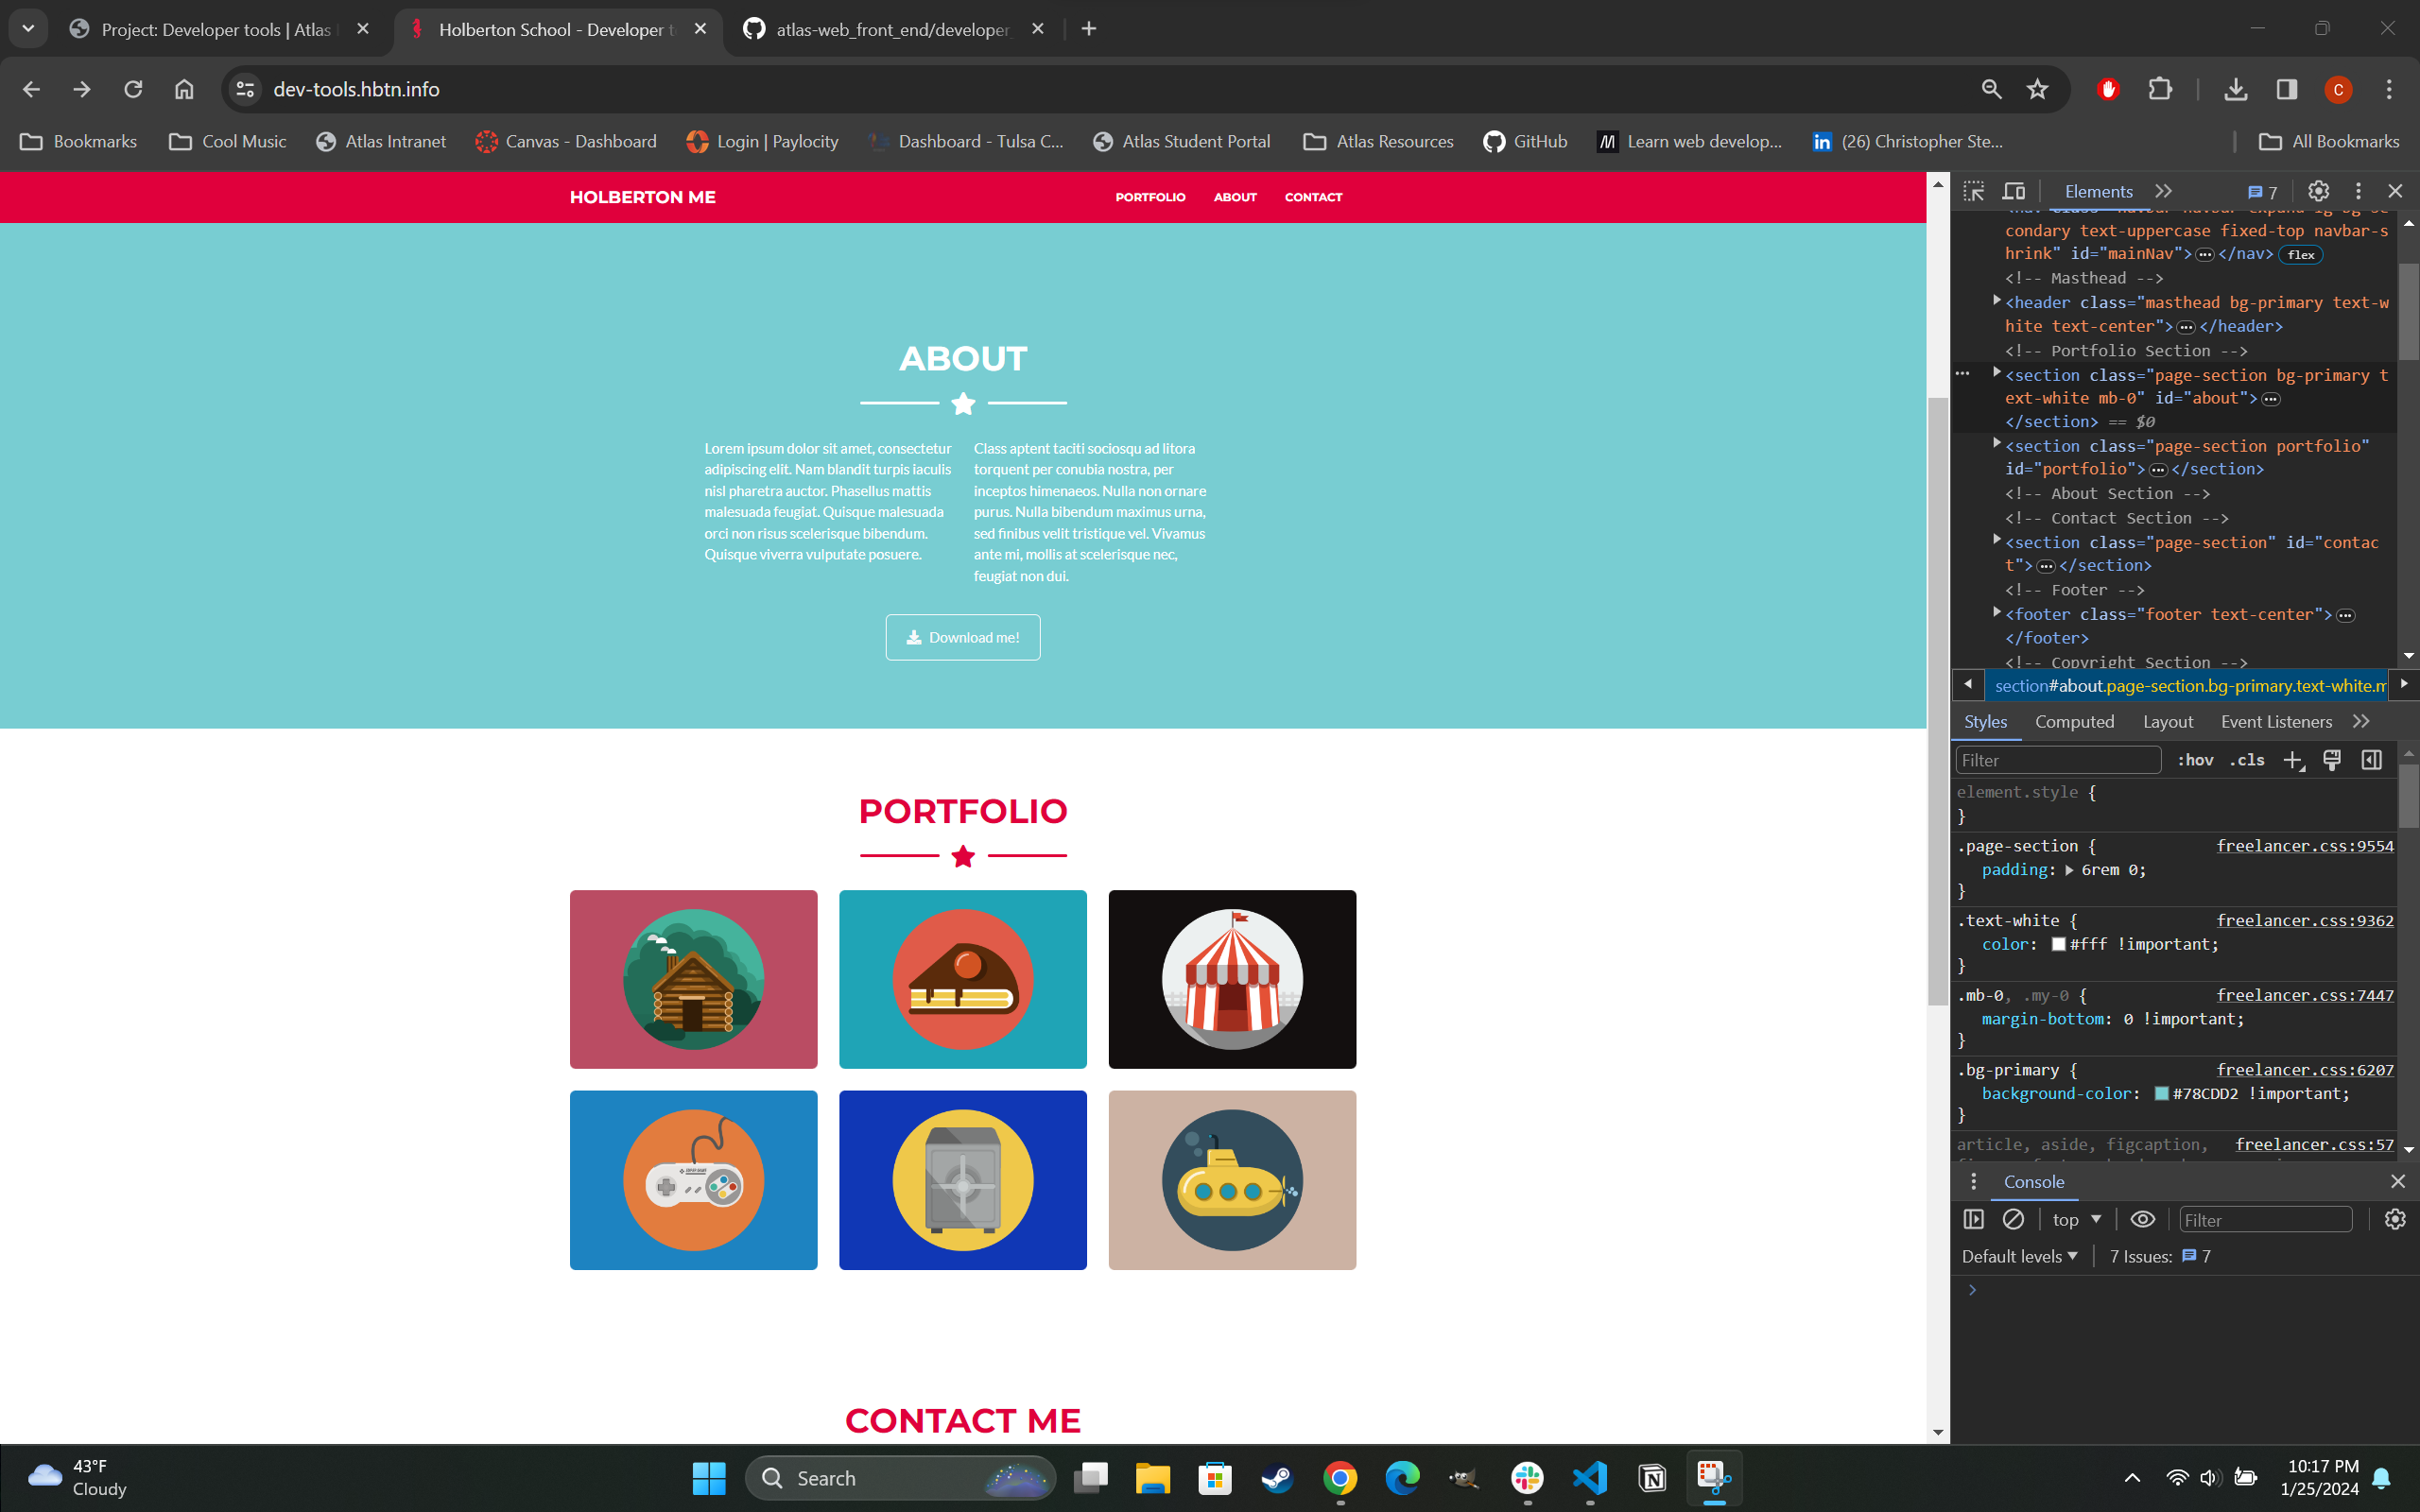 Project: Developer tools | Atlas
Holberton School - Developer t
atlas-web_front_end/developer_
dev-tools.hbtn.info
C
Bookmarks
Cool Music
Atlas Intranet
Canvas - Dashboard
Login | Paylocity
Dashboard - Tulsa C...
Atlas Student Portal
Atlas Resources
GitHub
Learn web develop...
(26) Christopher Ste...
All Bookmarks
HOLBERTON ME
PORTFOLIO
ABOUT
CONTACT
ABOUT
Lorem ipsum dolor sit amet, consectetur
adipiscing elit. Nam blandit turpis iaculis
nisl pharetra auctor. Phasellus mattis
malesuada feugiat. Quisque malesuada
orci non risus scelerisque bibendum.
Quisque viverra vulputate posuere.
Class aptent taciti sociosqu ad litora
torquent per conubia nostra, per
inceptos himenaeos. Nulla non ornare
purus. Nulla bibendum maximus urna,
sed finibus velit tristique vel. Vivamus
ante mi, mollis at scelerisque nec,
feugiat non dui.
Download me!
PORTFOLIO
CONTACT ME
Elements
7
condary text-uppercase fixed-top navbar-s
hrink" id="mainNav">…</nav> flex
<!-- Masthead -->
<header class="masthead bg-primary text-w
hite text-center">…</header>
<!-- Portfolio Section -->
<section class="page-section bg-primary t
ext-white mb-0" id="about">…
</section> == $0
<section class="page-section portfolio"
id="portfolio">…</section>
<!-- About Section -->
<!-- Contact Section -->
<section class="page-section" id="contac
t">…</section>
<!-- Footer -->
<footer class="footer text-center">…
</footer>
<!-- Copyright Section -->
section#about.page-section.bg-primary.text-white.m
Styles
Computed
Layout
Event Listeners
Filter
:hov
.cls
element.style {
}
.page-section {
freelancer.css:9554
padding: 6rem 0;
}
.text-white {
freelancer.css:9362
color: #fff !important;
}
.mb-0, .my-0 {
freelancer.css:7447
margin-bottom: 0 !important;
}
.bg-primary {
freelancer.css:6207
background-color: #78CDD2 !important;
}
article, aside, figcaption,
freelancer.css:57
Console
top
Filter
Default levels
7 Issues: 7
43°F
Cloudy
Search
10:17 PM
1/25/2024